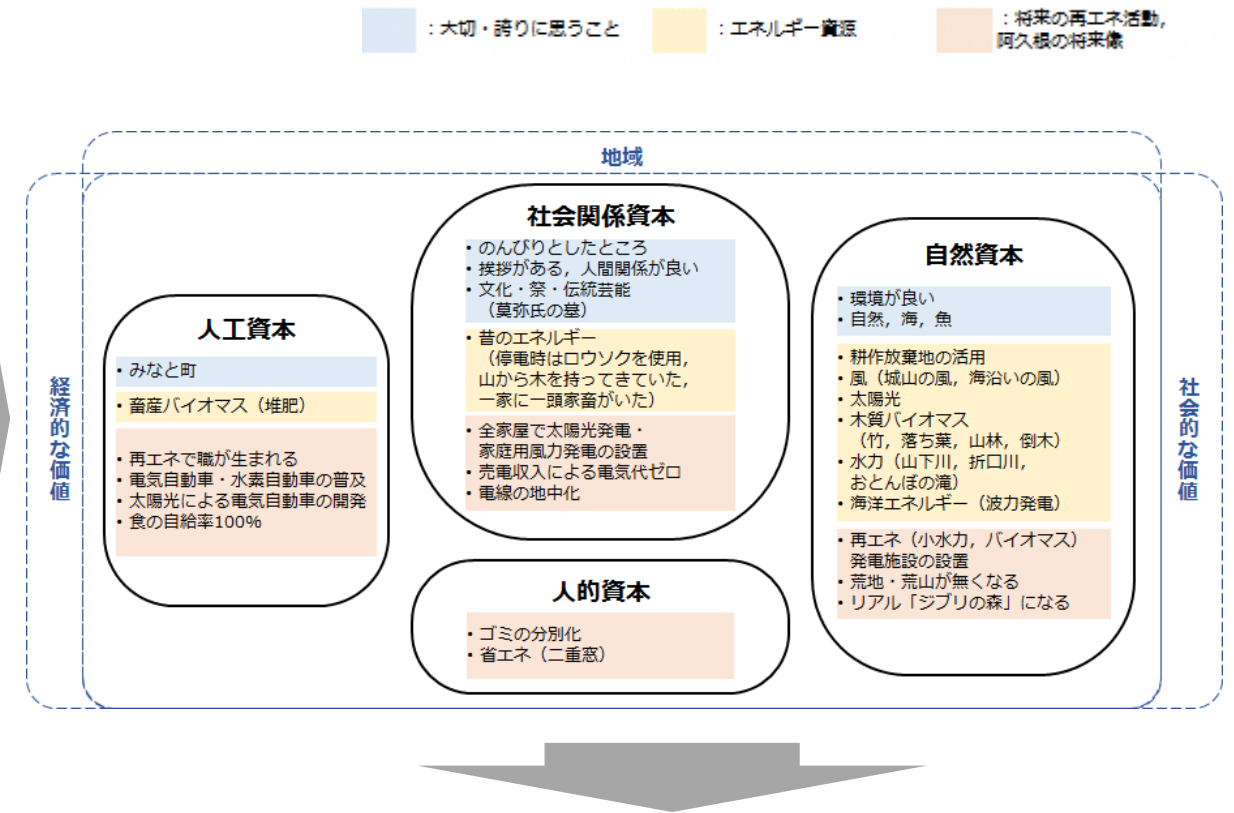 ：大切・誇りに思うこと
：エネルギー資源
：将来の再エネ活動，
阿久根の将来像
地域
経済的な価値
社会的な価値
人工資本
・みなと町
・畜産バイオマス（堆肥）
・再エネで職が生まれる
・電気自動車・水素自動車の普及
・太陽光による電気自動車の開発
・食の自給率100%
社会関係資本
・のんびりとしたところ
・挨拶がある，人間関係が良い
・文化・祭・伝統芸能
（莫弥氏の墓）
・昔のエネルギー
（停電時はロウソクを使用，
山から木を持ってきていた，
一家に一頭家畜がいた）
・全家屋で太陽光発電・
家庭用風力発電の設置
・売電収入による電気代ゼロ
・電線の地中化
人的資本
・ゴミの分別化
・省エネ（二重窓）
自然資本
・環境が良い
・自然，海，魚
・耕作放棄地の活用
・風（城山の風，海沿いの風）
・太陽光
・木質バイオマス
（竹，落ち葉，山林，倒木）
・水力（山下川，折口川，
おとんぼの滝）
・海洋エネルギー（波力発電）
・再エネ（小水力，バイオマス）
発電施設の設置
・荒地・荒山が無くなる
・リアル「ジブリの森」になる